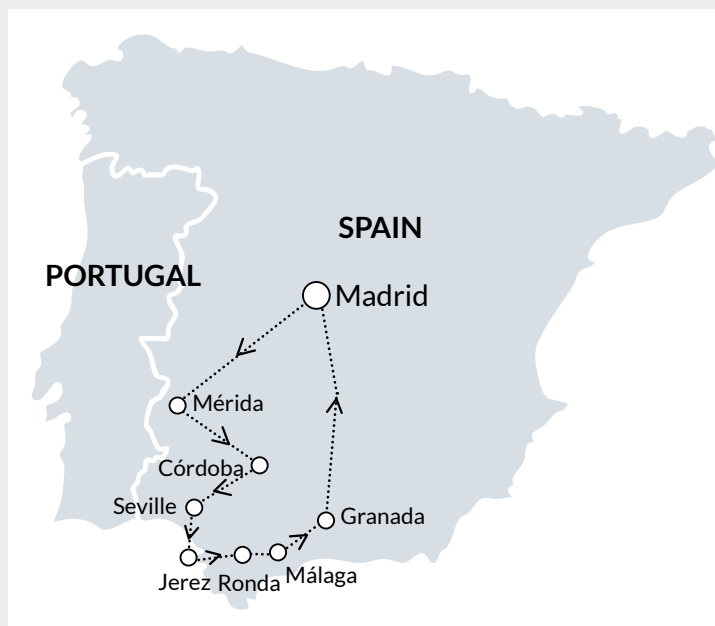 SPAIN
PORTUGAL
Madrid
Mérida
Córdoba
Seville
Granada
Jerez
Ronda
Málaga